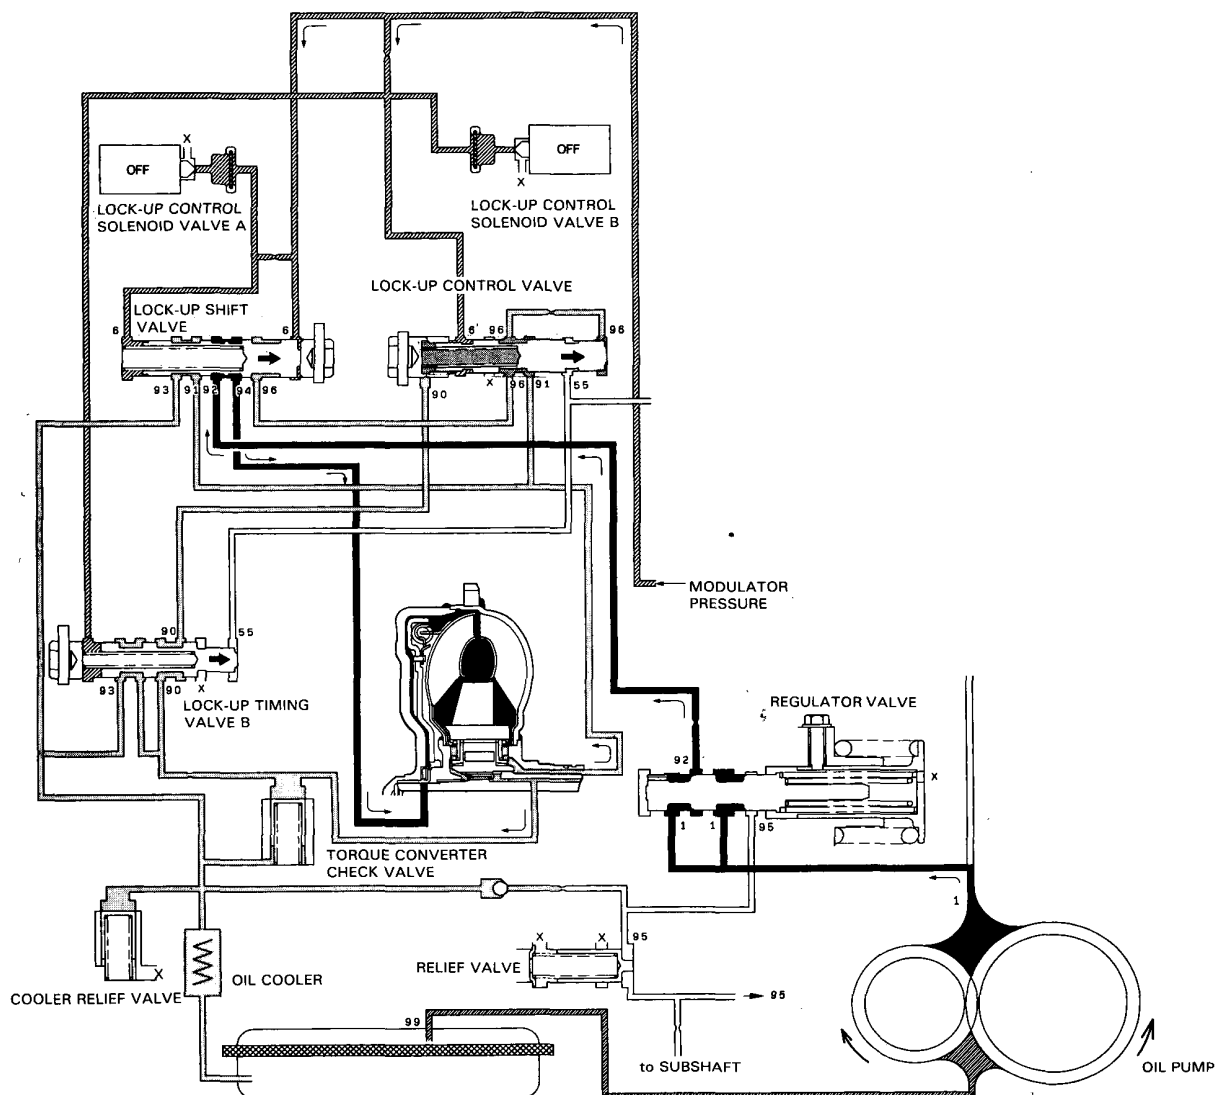 X
OFF
OFF
X
LOCK-UP CONTROL
SOLENOID VALVE A
LOCK-UP CONTROL
SOLENOID VALVE B
LOCK-UP CONTROL VALVE
LOCK-UP SHIFT
VALVE
6
6
6'
96
96
93
91
92
94
96
X
96
91
55
90
MODULATOR
PRESSURE
90
55
93
90
X
LOCK-UP TIMING
VALVE B
REGULATOR VALVE
92
X
1
1
95
TORQUE CONVERTER
CHECK VALVE
1
X
X
95
RELIEF VALVE
X
OIL COOLER
COOLER RELIEF VALVE
95
99
to SUBSHAFT
OIL PUMP